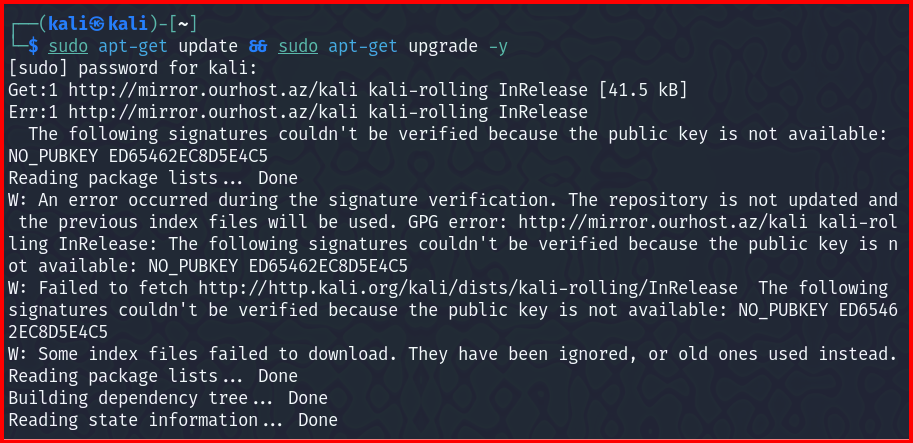 ┌──(kali㉿kali)-[~]
└─$ sudo apt-get update && sudo apt-get upgrade -y
[sudo] password for kali:
Get:1 http://mirror.ourhost.az/kali kali-rolling InRelease [41.5 kB]
Err:1 http://mirror.ourhost.az/kali kali-rolling InRelease
  The following signatures couldn't be verified because the public key is not available:
NO_PUBKEY ED65462EC8D5E4C5
Reading package lists... Done
W: An error occurred during the signature verification. The repository is not updated and
 the previous index files will be used. GPG error: http://mirror.ourhost.az/kali kali-rol
ling InRelease: The following signatures couldn't be verified because the public key is n
ot available: NO_PUBKEY ED65462EC8D5E4C5
W: Failed to fetch http://http.kali.org/kali/dists/kali-rolling/InRelease  The following
signatures couldn't be verified because the public key is not available: NO_PUBKEY ED6546
2EC8D5E4C5
W: Some index files failed to download. They have been ignored, or old ones used instead.
Reading package lists... Done
Building dependency tree... Done
Reading state information... Done